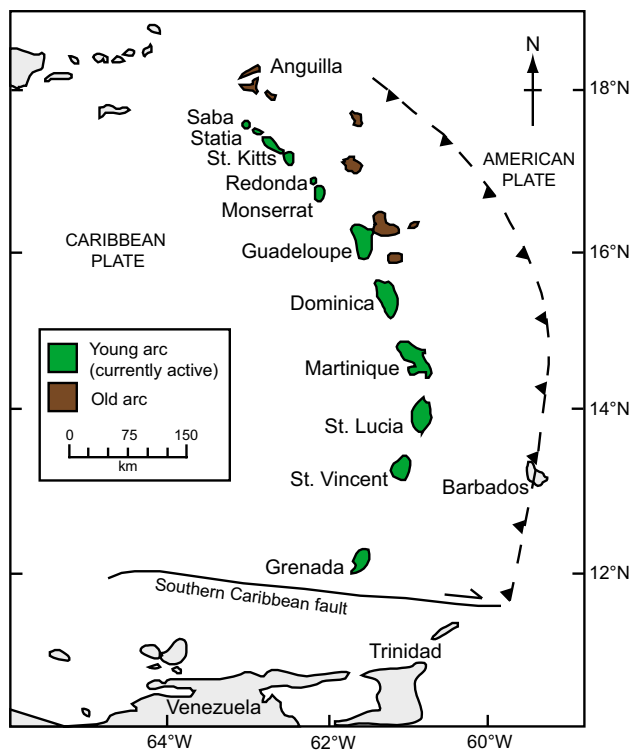 N
Anguilla
18°N
Saba
Statia
St. Kitts
AMERICAN
PLATE
Redonda
Monserrat
CARIBBEAN
PLATE
Guadeloupe
16°N
Dominica
Young arc
(currently active)
Old arc
0 75 150
km
Martinique
14°N
St. Lucia
St. Vincent
Barbados
Grenada
12°N
Southern Caribbean fault
Trinidad
Venezuela
64°W 62°W 60°W